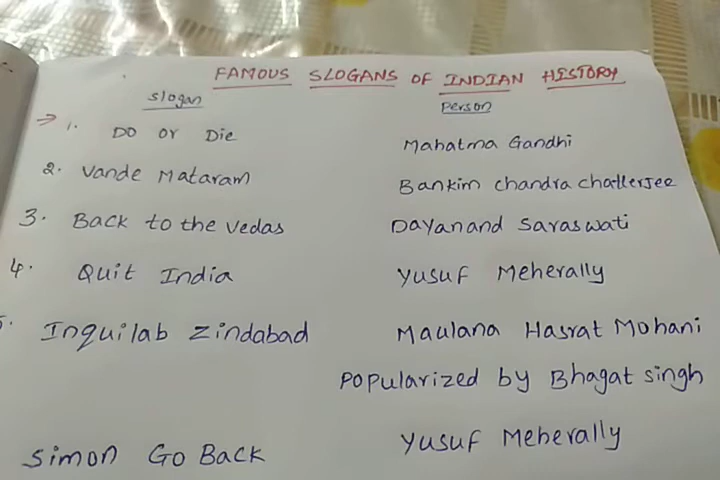 FAMOUS SLOGANS OF INDIAN HISTORY
slogan person
→ 1. DO or Die Mahatma Gandhi
2. Vande Mataram Bankim chandra chatterjee
3. Back to the vedas Dayanand Saraswati
4. Quit India Yusuf Meherally
5. Inquilab Zindabad Maulana Hasrat Mohani
Popularized by Bhagat singh
Simon Go Back Yusuf Meherally